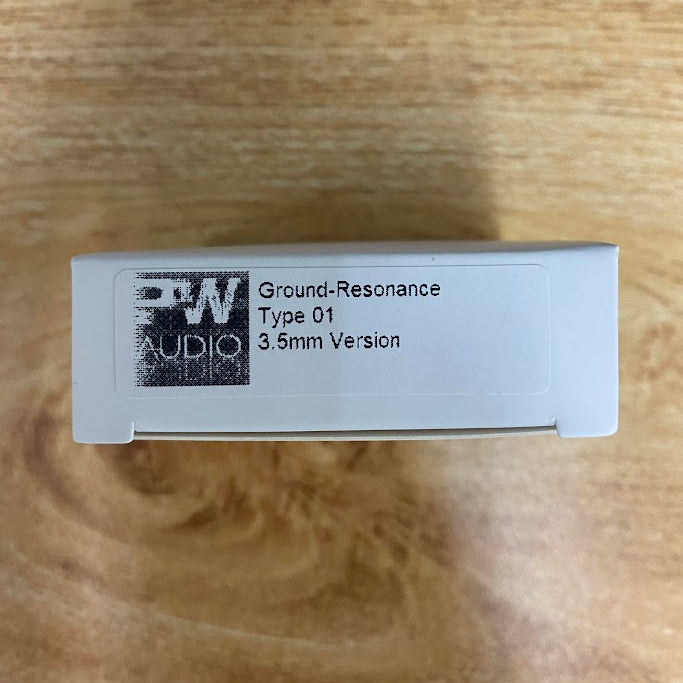 PW
AUDIO
Ground-Resonance
Type 01
3.5mm Version